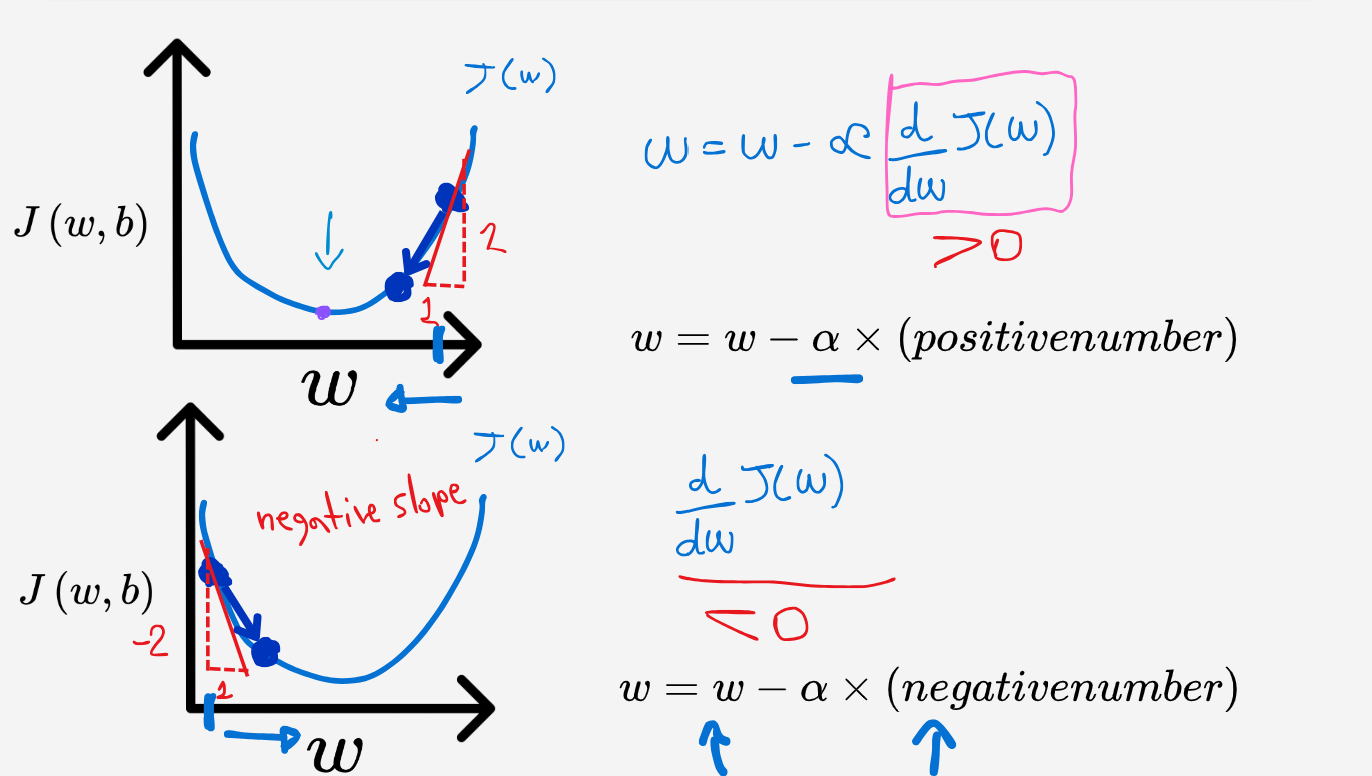 J(w)
w = w - α d/dw J(w)
J (w, b)
2
> 0
1
w = w − α × (positivenumber)
w
J(w)
d/dw J(w)
negative slope
J (w, b)
-2
< 0
1
w = w − α × (negativenumber)
w